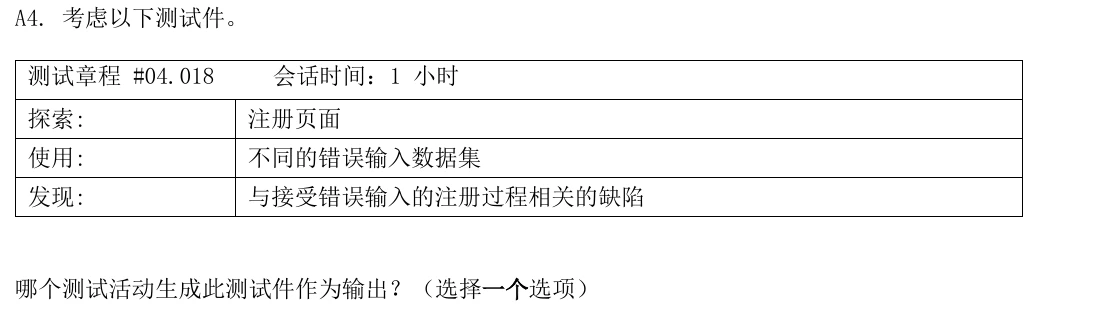 A4. 考虑以下测试件。
测试章程 #04.018 会话时间：1 小时
探索: 注册页面
使用: 不同的错误输入数据集
发现: 与接受错误输入的注册过程相关的缺陷
哪个测试活动生成此测试件作为输出？（选择一个选项）